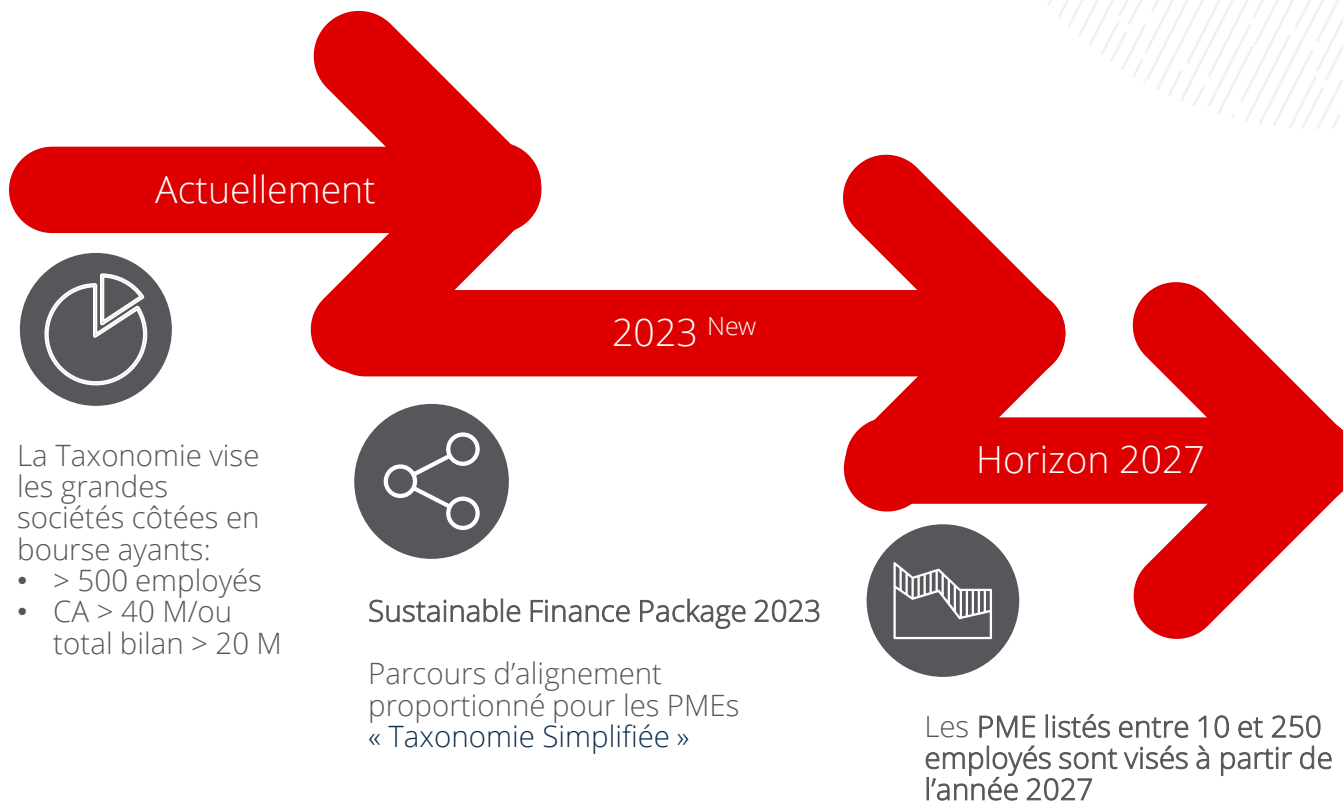 Actuellement
La Taxonomie vise
les grandes
sociétés côtées en
bourse ayants:
• > 500 employés
• CA > 40 M/ou
total bilan > 20 M
2023 New
Sustainable Finance Package 2023
Parcours d’alignement
proportionné pour les PMEs
« Taxonomie Simplifiée »
Horizon 2027
Les PME listés entre 10 et 250
employés sont visés à partir de
l’année 2027